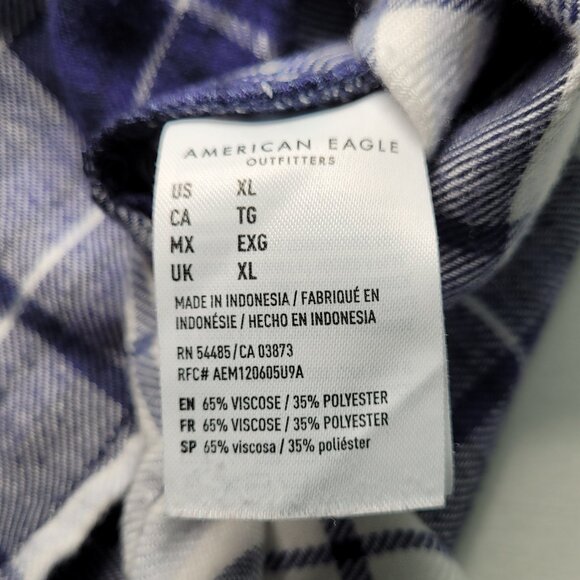 AMERICAN EAGLE
OUTFITTERS
US XL
CA TG
MX EXG
UK XL
MADE IN INDONESIA / FABRIQUÉ EN
INDONÉSIE / HECHO EN INDONESIA
RN 54485 / CA 03873
RFC# AEM120605U9A
EN 65% VISCOSE / 35% POLYESTER
FR 65% VISCOSE / 35% POLYESTER
SP 65% viscosa / 35% poliéster